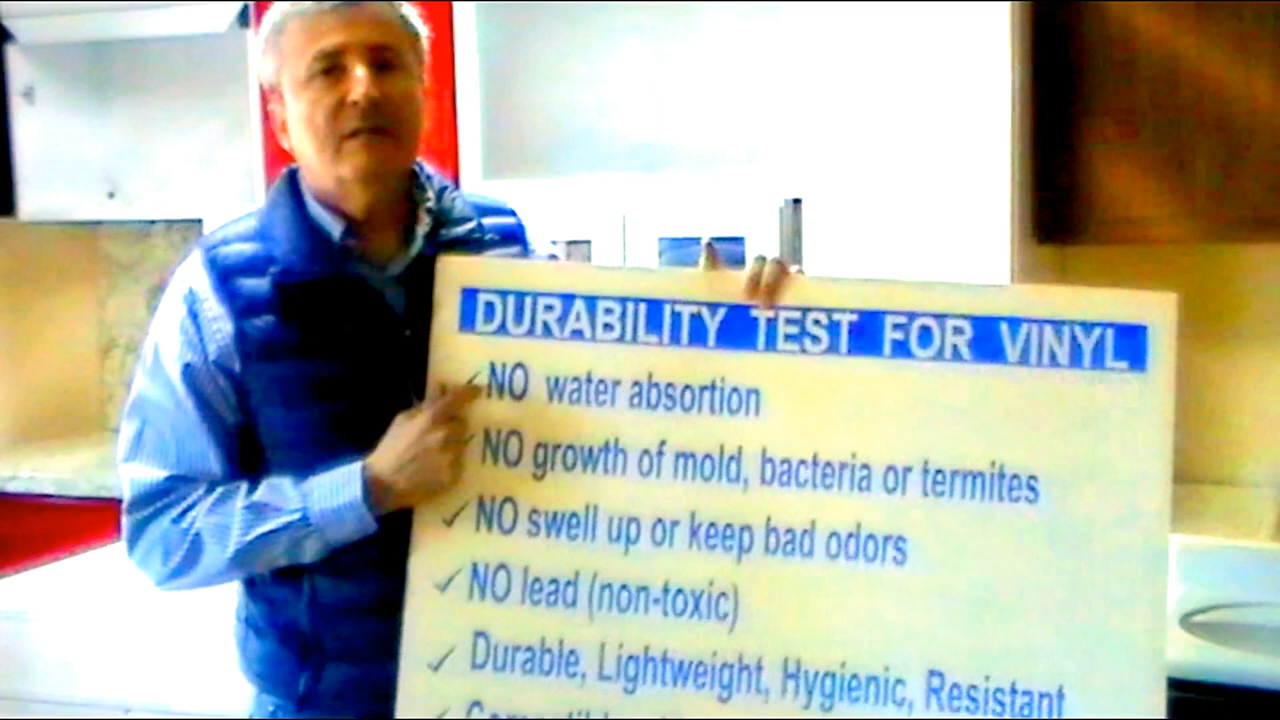 DURABILITY TEST FOR VINYL
✓NO water absortion
✓NO growth of mold, bacteria or termites
✓NO swell up or keep bad odors
✓NO lead (non-toxic)
✓Durable, Lightweight, Hygienic, Resistant